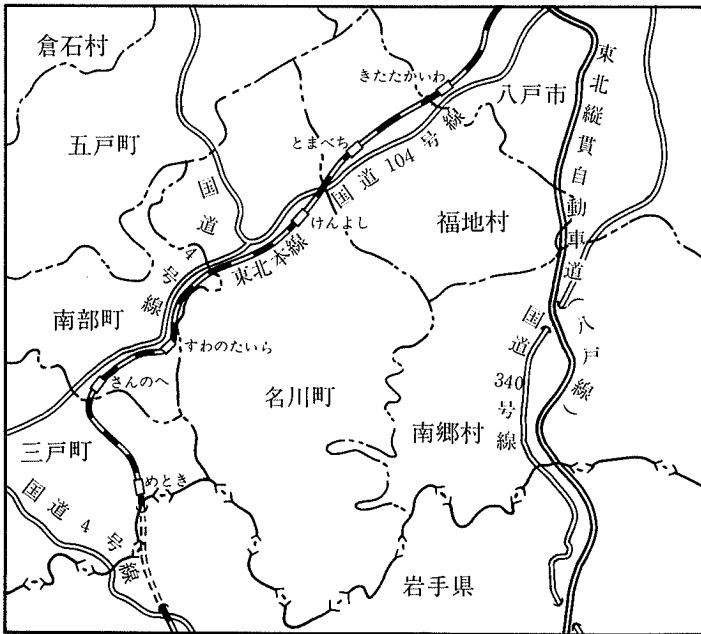 倉石村
五戸町
国道4号線
きたたかいわ
八戸市
東北縦貫自動車道(八戸線)
とまべち
国道104号線
けんよし
東北本線
福地村
南部町
すわのたいら
さんのへ
名川町
国道340号線
南郷村
三戸町
めとき
国道4号線
岩手県